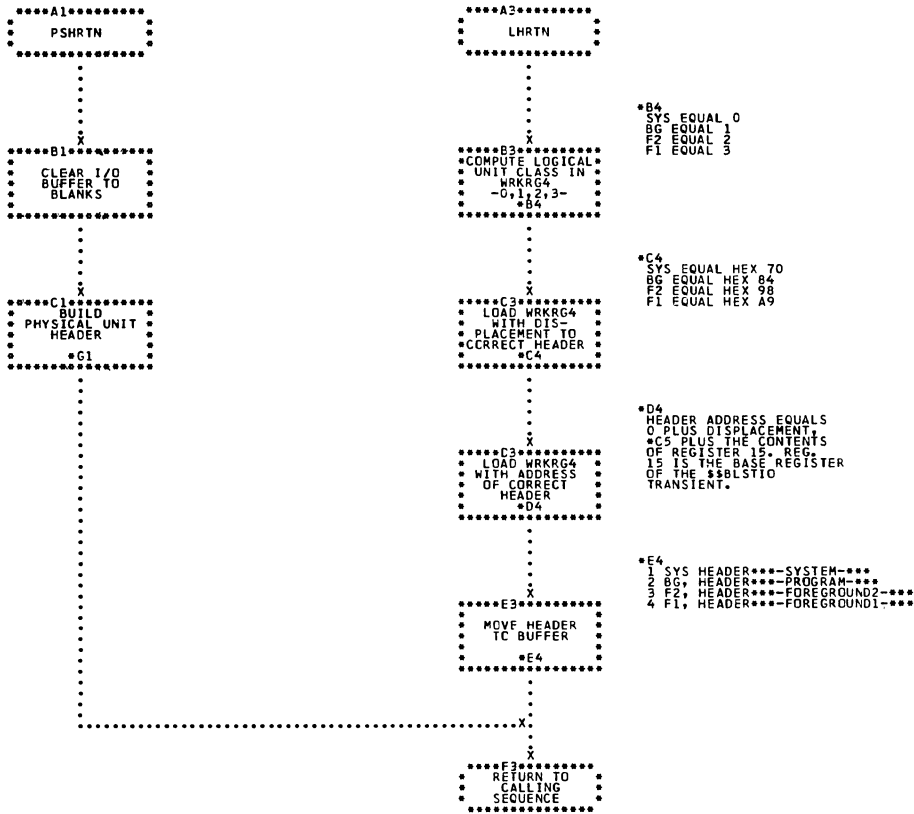 A1
PSHRTN
B1
CLEAR I/O
BUFFER TO
BLANKS
C1
BUILD
PHYSICAL UNIT
HEADER
*G1
A3
LHRTN
B3
COMPUTE LOGICAL
UNIT CLASS IN
WRKRG4
-0,1,2,3-
*B4
C3
LOAD WRKRG4
WITH DIS-
PLACEMENT TO
CCRRECT HEADER
*C4
C3
LOAD WRKRG4
WITH ADDRESS
OF CORRECT
HEADER
*D4
E3
MOVE HEADER
TC BUFFER
*E4
F3
RETURN TO
CALLING
SEQUENCE
*B4
SYS EQUAL 0
BG EQUAL 1
F2 EQUAL 2
F1 EQUAL 3
*C4
SYS EQUAL HEX 70
BG EQUAL HEX 84
F2 EQUAL HEX 98
F1 EQUAL HEX A9
*D4
HEADER ADDRESS EQUALS
0 PLUS DISPLACEMENT,
*C5 PLUS THE CONTENTS
OF REGISTER 15. REG.
15 IS THE BASE REGISTER
OF THE $$BLSTIO
TRANSIENT.
*E4
1 SYS HEADER***-SYSTEM-***
2 BG, HEADER***-PROGRAM-***
3 F2, HEADER***-FOREGROUND2-***
4 F1, HEADER***-FOREGROUND1-***